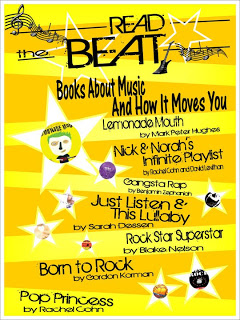 READ
the BEAT
Books About Music
And How It Moves You
Lemonade Mouth
by Mark Peter Hughes
Nick & Norah's
Infinite Playlist
by Rachel Cohn and David Levithan
Gangsta Rap
by Benjamin Zephaniah
Just Listen &
This Lullaby
by Sarah Dessen
Rock Star Superstar
by Blake Nelson
Born to Rock
by Gordon Korman
Pop Princess
by Rachel Cohn